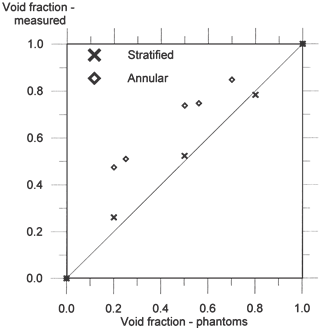 Void fraction -
measured
1.0
Stratified
Annular
0.8
0.6
0.4
0.2
0.0
0.0 0.2 0.4 0.6 0.8 1.0
Void fraction - phantoms